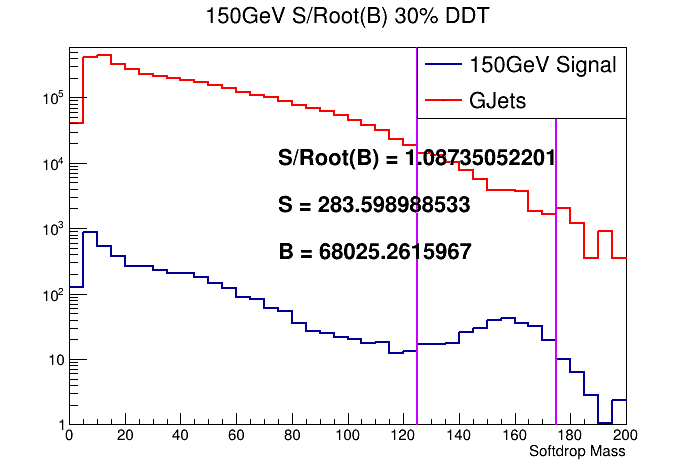 150GeV S/Root(B) 30% DDT
150GeV Signal
GJets
S/Root(B) = 1.08735052201
S = 283.598988533
B = 68025.2615967
10^5
10^4
10^3
10^2
10
1
0 20 40 60 80 100 120 140 160 180 200
Softdrop Mass